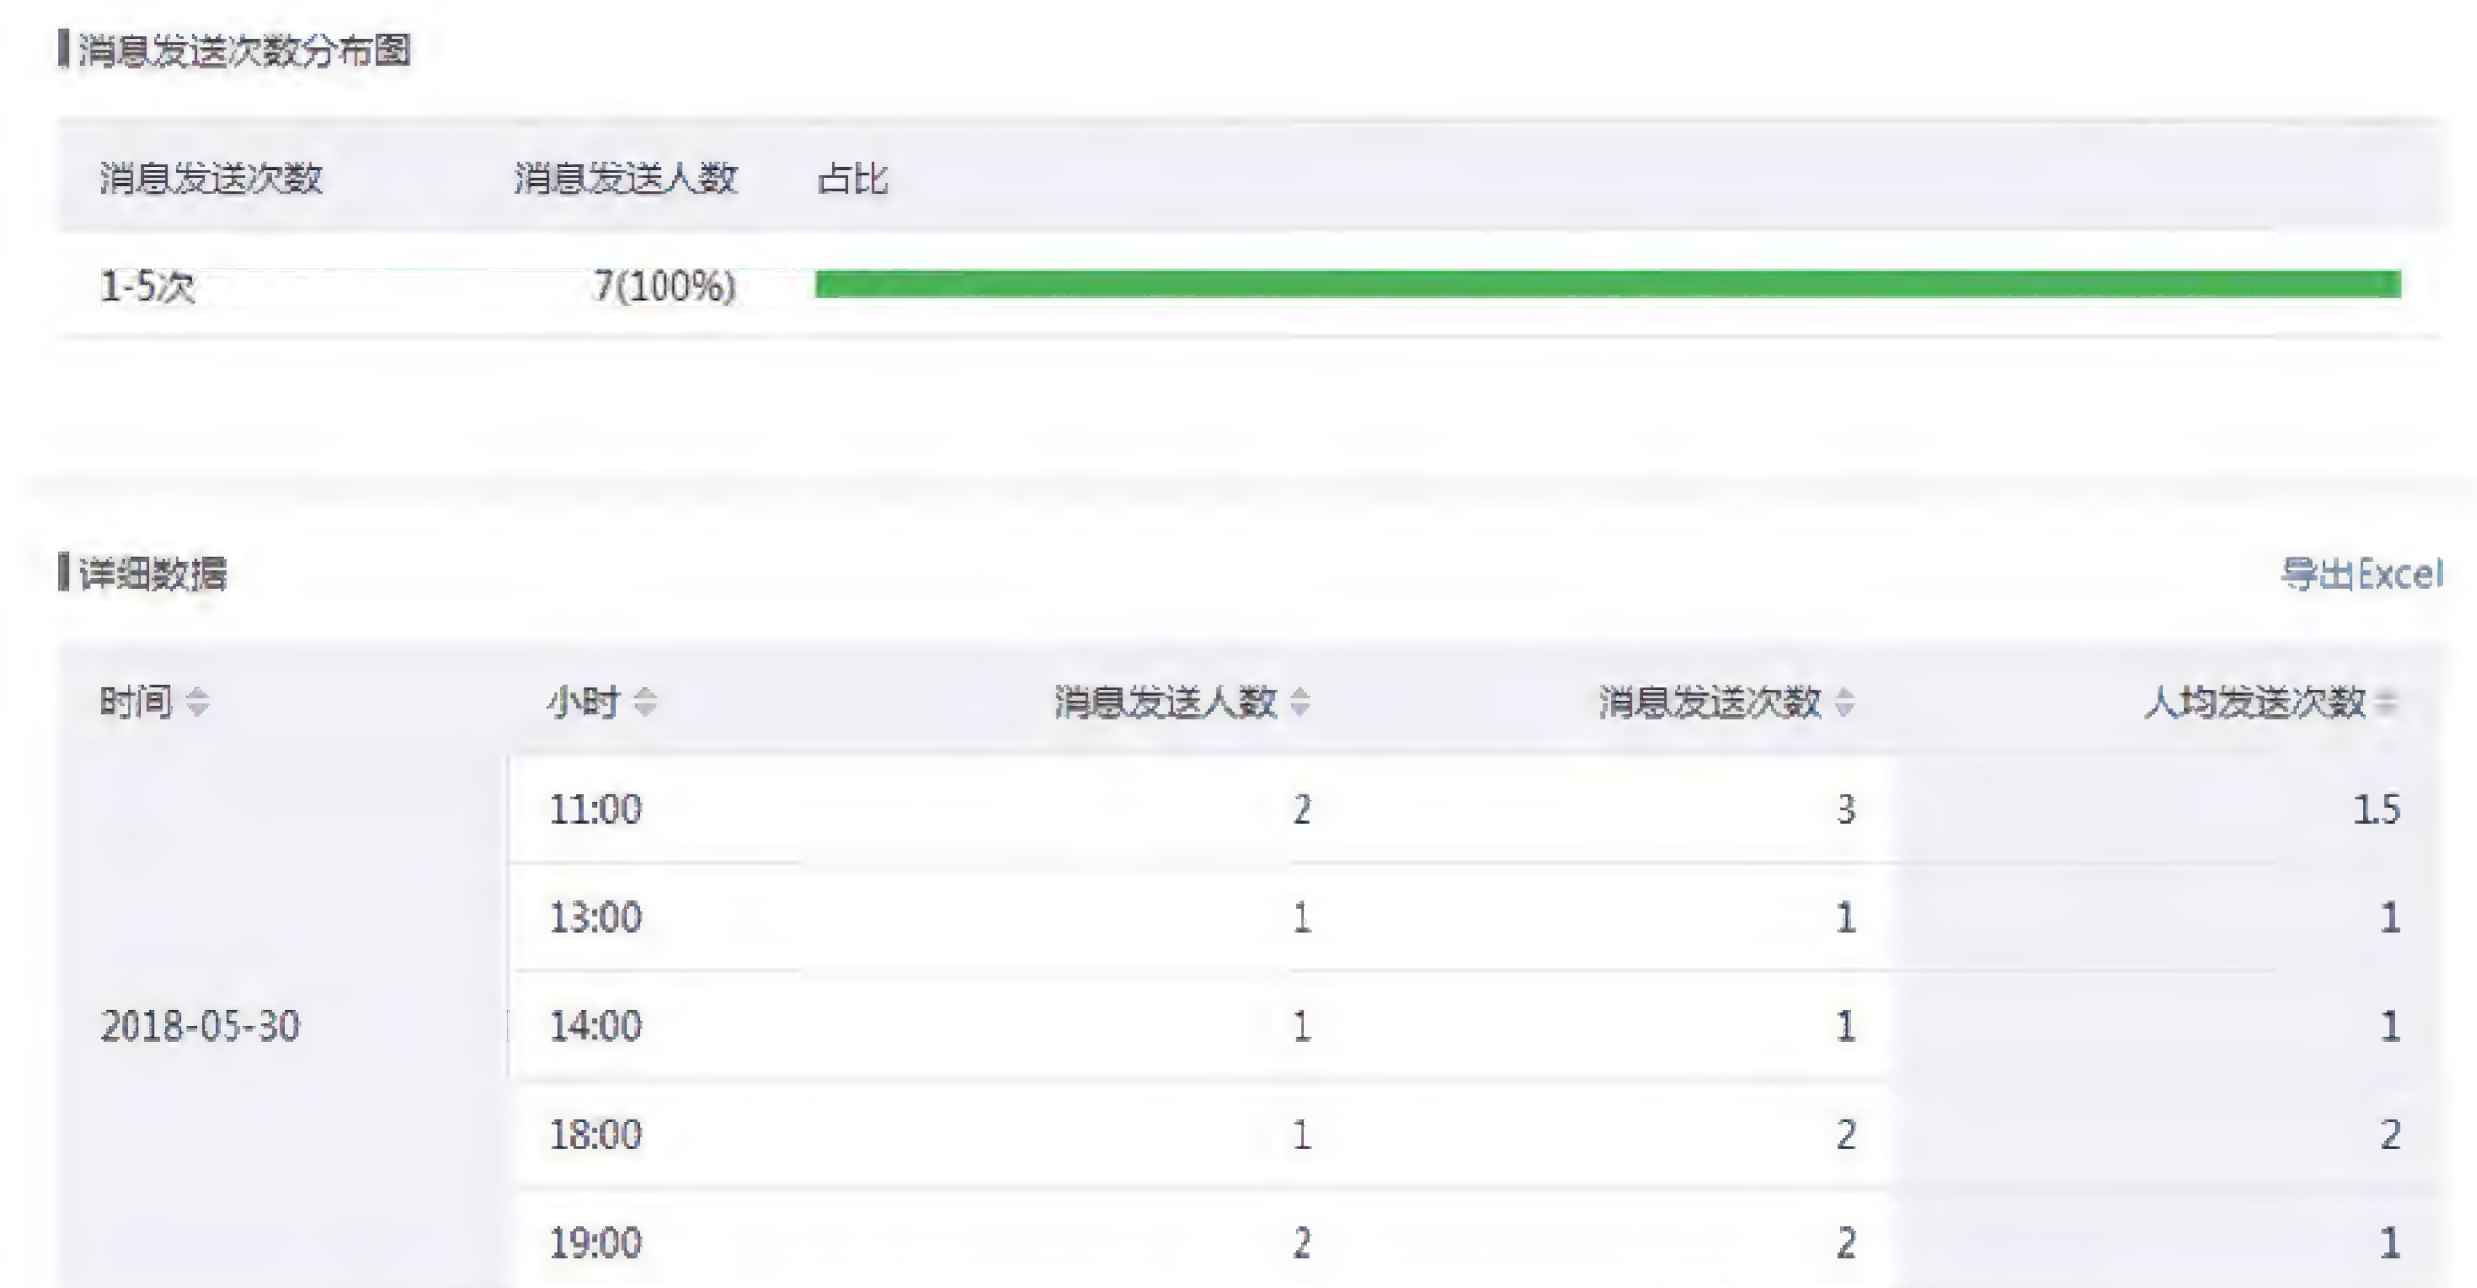 消息发送次数分布图
消息发送次数 消息发送人数 占比
1-5次 7(100%)
详细数据 导出Excel
时间 小时 消息发送人数 消息发送次数 人均发送次数
11:00 2 3 1.5
13:00 1 1 1
2018-05-30 14:00 1 1 1
18:00 1 2 2
19:00 2 2 1